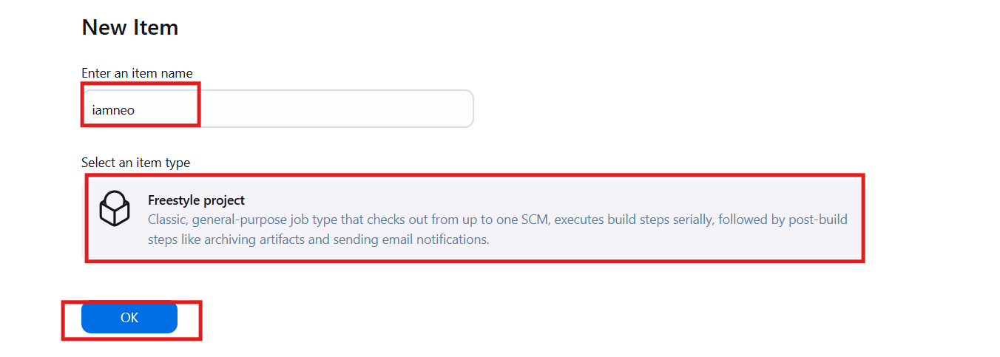 New Item
Enter an item name
iamneo
Select an item type
Freestyle project
Classic, general-purpose job type that checks out from up to one SCM, executes build steps serially, followed by post-build
steps like archiving artifacts and sending email notifications.
OK